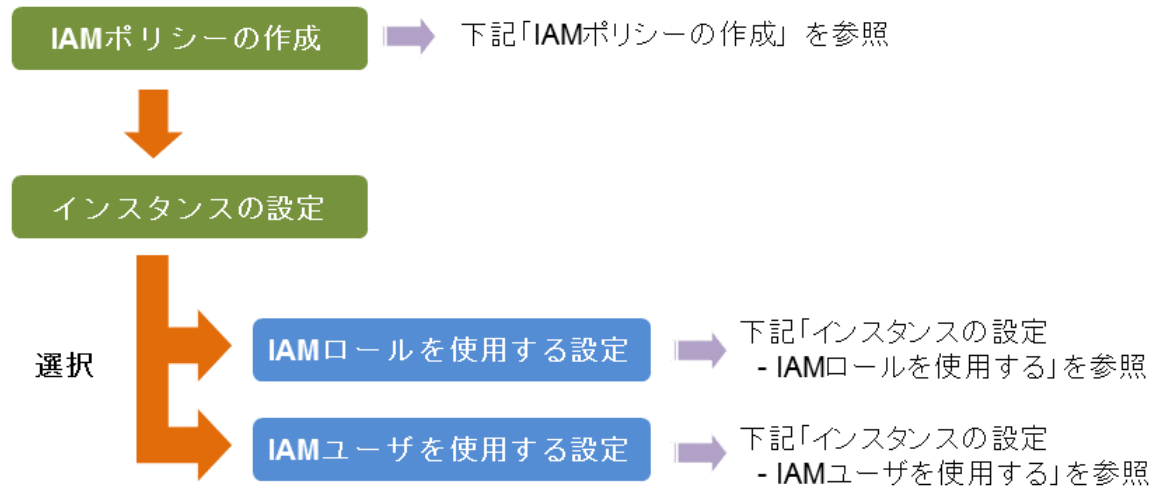 IAMポリシーの作成
下記「IAMポリシーの作成」を参照
インスタンスの設定
選択
IAMロールを使用する設定
下記「インスタンスの設定
- IAMロールを使用する」を参照
IAMユーザを使用する設定
下記「インスタンスの設定
- IAMユーザを使用する」を参照